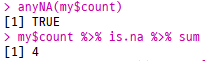 > anyNA(my$count)
[1] TRUE
> my$count %>% is.na %>% sum
[1] 4